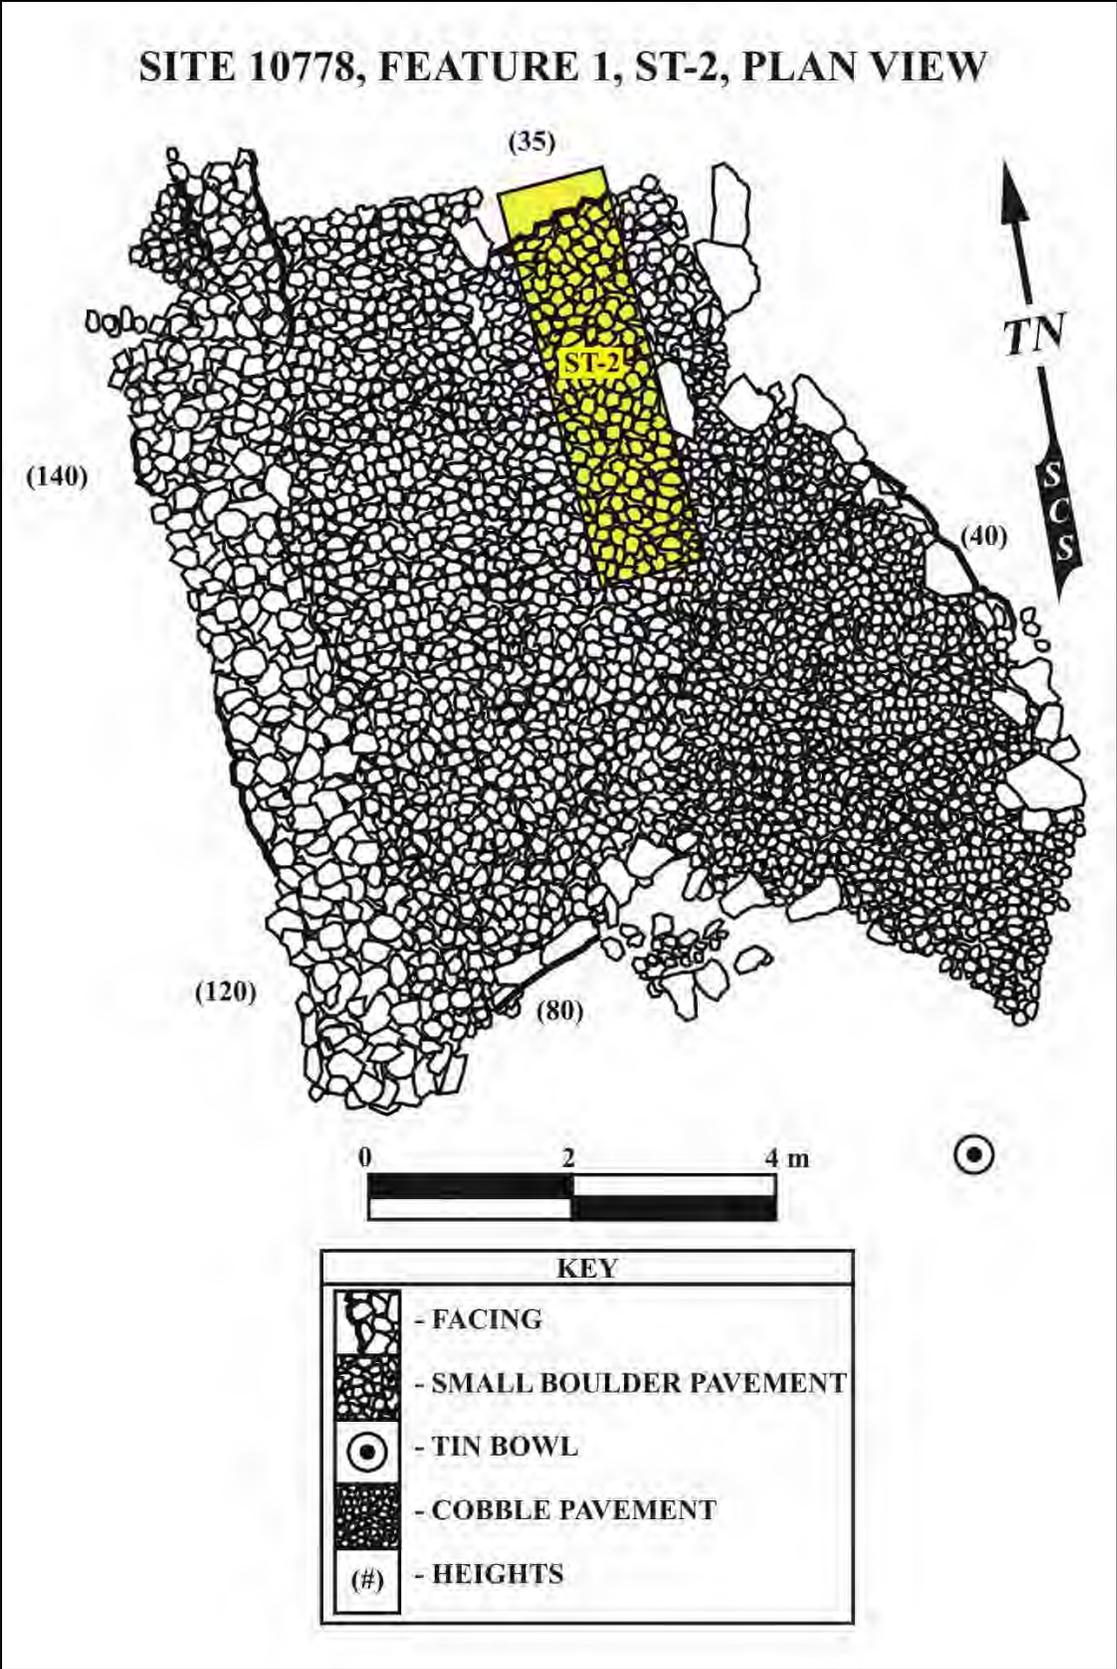 SITE 10778, FEATURE 1, ST-2, PLAN VIEW
(35)
TN
ST-2
(140)
S
C
S
(40)
(120)
(80)
0 2 4 m
KEY
- FACING
- SMALL BOULDER PAVEMENT
- TIN BOWL
- COBBLE PAVEMENT
(#) - HEIGHTS